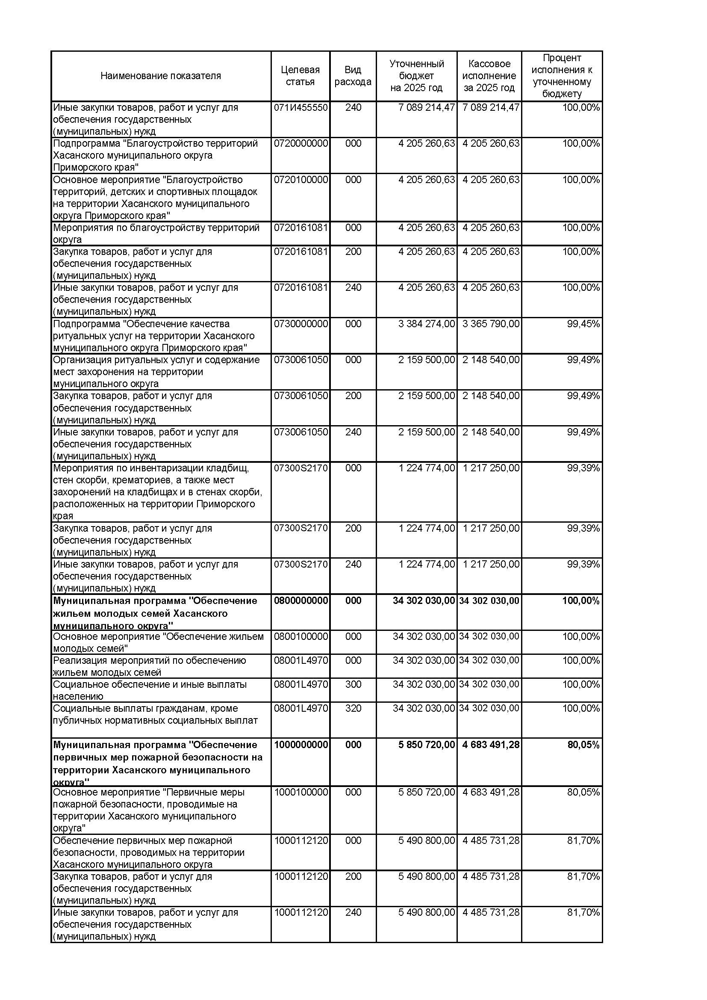 Наименование показателя
Целевая
статья
Вид
расхода
Уточненный
бюджет
на 2025 год
Кассовое
исполнение
за 2025 год
Процент
исполнения к
уточненному
бюджету
Иные закупки товаров, работ и услуг для 071И455550 240 7 089 214,47 7 089 214,47 100,00%
обеспечения государственных
(муниципальных) нужд
Подпрограмма "Благоустройство территорий 0720000000 000 4 205 260,63 4 205 260,63 100,00%
Хасанского муниципального округа
Приморского края"
Основное мероприятие "Благоустройство 0720100000 000 4 205 260,63 4 205 260,63 100,00%
территорий, детских и спортивных площадок
на территории Хасанского муниципального
округа Приморского края"
Мероприятия по благоустройству территорий 0720161081 000 4 205 260,63 4 205 260,63 100,00%
округа
Закупка товаров, работ и услуг для 0720161081 200 4 205 260,63 4 205 260,63 100,00%
обеспечения государственных
(муниципальных) нужд
Иные закупки товаров, работ и услуг для 0720161081 240 4 205 260,63 4 205 260,63 100,00%
обеспечения государственных
(муниципальных) нужд
Подпрограмма "Обеспечение качества 0730000000 000 3 384 274,00 3 365 790,00 99,45%
ритуальных услуг на территории Хасанского
муниципального округа Приморского края"
Организация ритуальных услуг и содержание 0730061050 000 2 159 500,00 2 148 540,00 99,49%
мест захоронения на территории
муниципального округа
Закупка товаров, работ и услуг для 0730061050 200 2 159 500,00 2 148 540,00 99,49%
обеспечения государственных
(муниципальных) нужд
Иные закупки товаров, работ и услуг для 0730061050 240 2 159 500,00 2 148 540,00 99,49%
обеспечения государственных
(муниципальных) нужд
Мероприятия по инвентаризации кладбищ, 07300S2170 000 1 224 774,00 1 217 250,00 99,39%
стен скорби, крематориев, а также мест
захоронений на кладбищах и в стенах скорби,
расположенных на территории Приморского
края
Закупка товаров, работ и услуг для 07300S2170 200 1 224 774,00 1 217 250,00 99,39%
обеспечения государственных
(муниципальных) нужд
Иные закупки товаров, работ и услуг для 07300S2170 240 1 224 774,00 1 217 250,00 99,39%
обеспечения государственных
(муниципальных) нужд
Муниципальная программа "Обеспечение 0800000000 000 34 302 030,00 34 302 030,00 100,00%
жильем молодых семей Хасанского
муниципального округа"
Основное мероприятие "Обеспечение жильем 0800100000 000 34 302 030,00 34 302 030,00 100,00%
молодых семей"
Реализация мероприятий по обеспечению 08001L4970 000 34 302 030,00 34 302 030,00 100,00%
жильем молодых семей
Социальное обеспечение и иные выплаты 08001L4970 300 34 302 030,00 34 302 030,00 100,00%
населению
Социальные выплаты гражданам, кроме 08001L4970 320 34 302 030,00 34 302 030,00 100,00%
публичных нормативных социальных выплат
Муниципальная программа "Обеспечение 1000000000 000 5 850 720,00 4 683 491,28 80,05%
первичных мер пожарной безопасности на
территории Хасанского муниципального
округа"
Основное мероприятие "Первичные меры 1000100000 000 5 850 720,00 4 683 491,28 80,05%
пожарной безопасности, проводимые на
территории Хасанского муниципального
округа"
Обеспечение первичных мер пожарной 1000112120 000 5 490 800,00 4 485 731,28 81,70%
безопасности, проводимых на территории
Хасанского муниципального округа
Закупка товаров, работ и услуг для 1000112120 200 5 490 800,00 4 485 731,28 81,70%
обеспечения государственных
(муниципальных) нужд
Иные закупки товаров, работ и услуг для 1000112120 240 5 490 800,00 4 485 731,28 81,70%
обеспечения государственных
(муниципальных) нужд